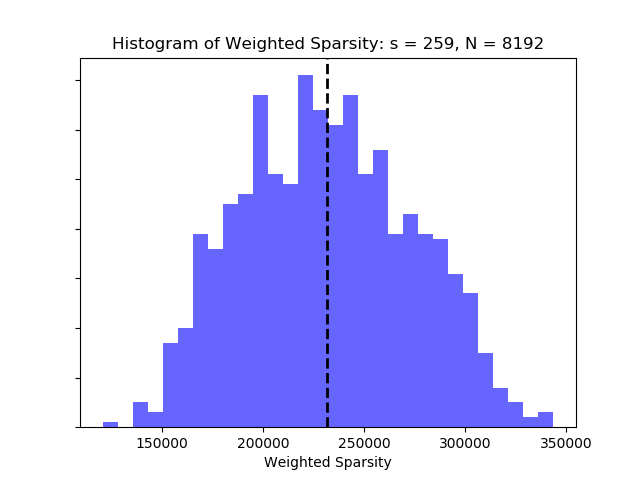 Histogram of Weighted Sparsity: s = 259, N = 8192
150000 200000 250000 300000 350000
Weighted Sparsity